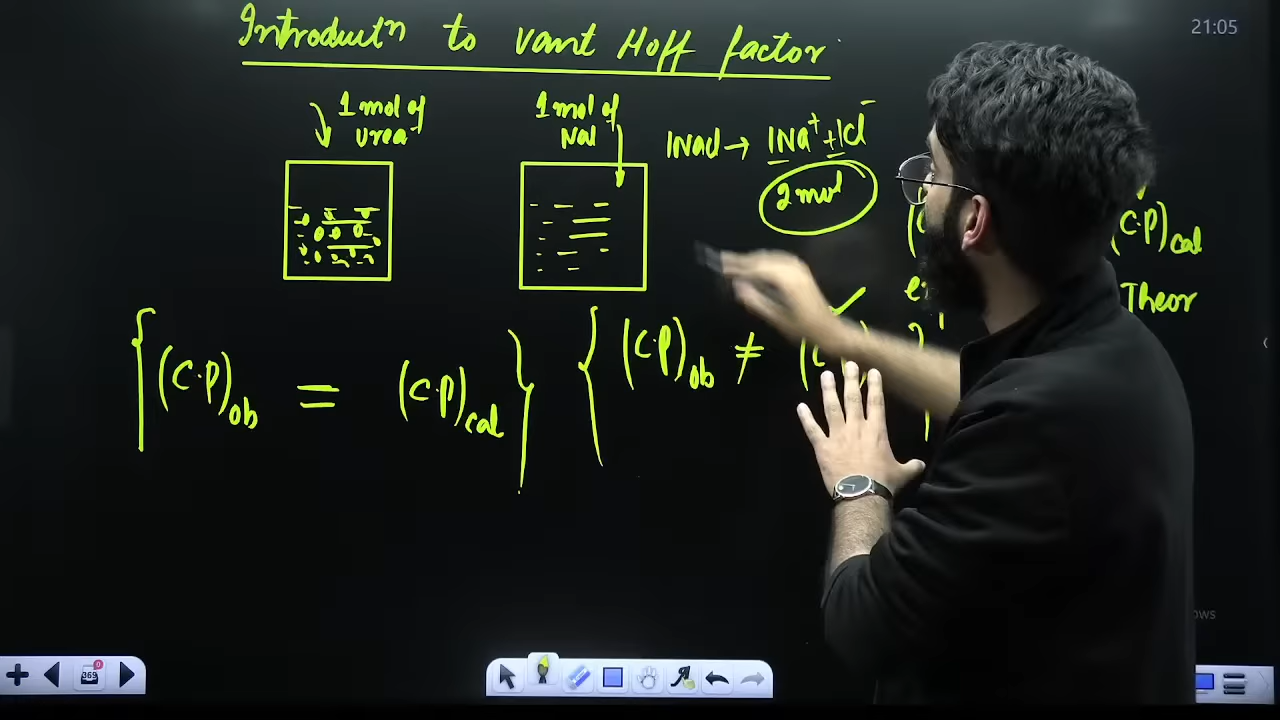 21:05
Introductⁿ to vant Hoff factor
1 mol of
urea
1 mol of
Nacl
1Nacl → 1Na⁺ + 1Cl⁻
2 mol
(C.P)cal
Theor
(C.P)ob = (C.P)cal
(C.P)ob ≠
369